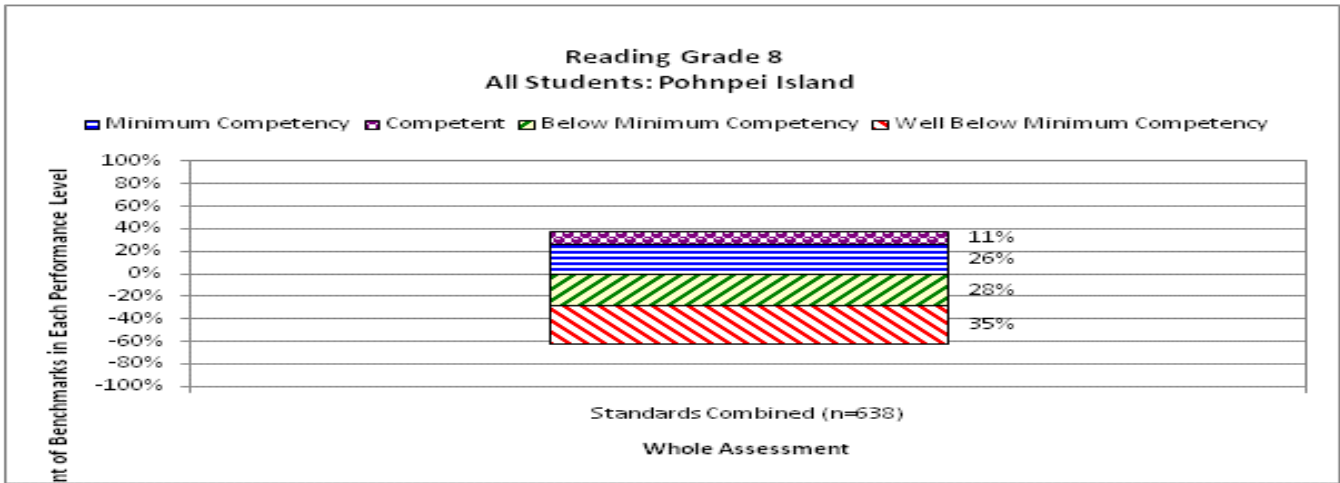 Reading Grade 8
All Students: Pohnpei Island
Minimum Competency Competent Below Minimum Competency Well Below Minimum Competency
of Benchmarks in Each Performance Level
100%
80%
60%
40%
20%
0%
-20%
-40%
-60%
-80%
-100%
11%
26%
28%
35%
Standards Combined (n=638)
Whole Assessment